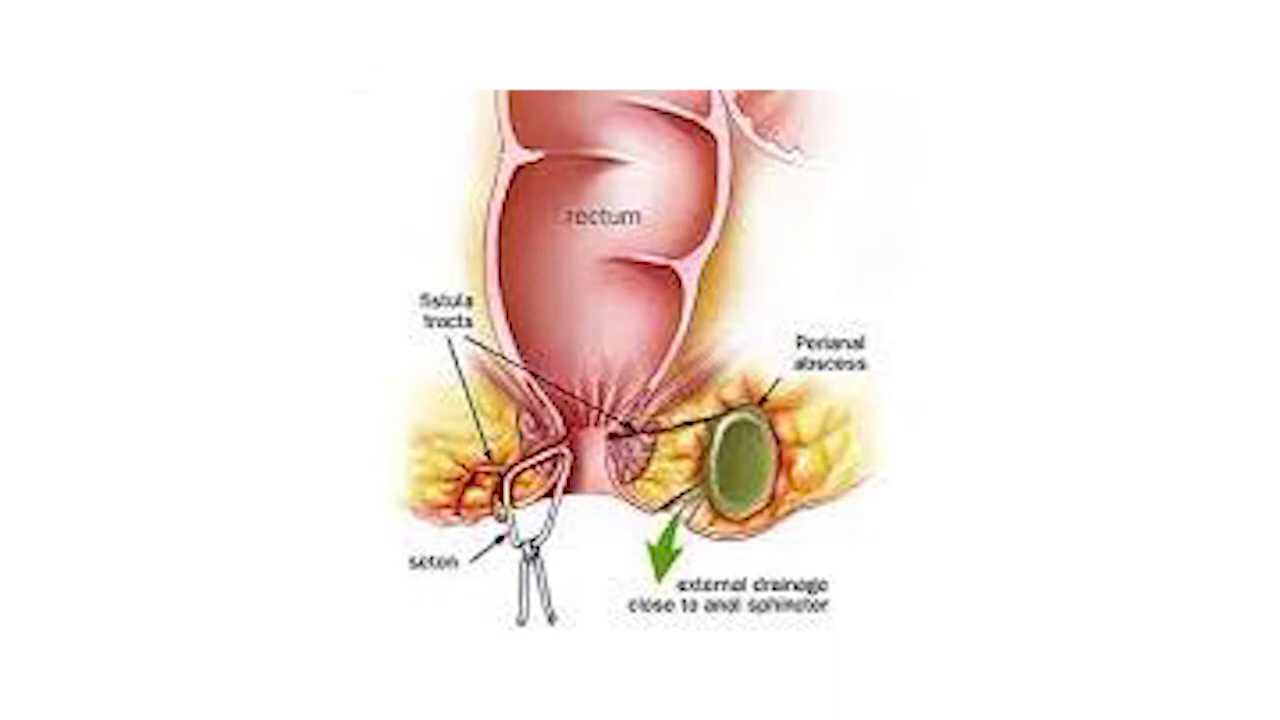 rectum
fistula
tracts
Perianal
abscess
seton
external drainage
close to anal sphincter